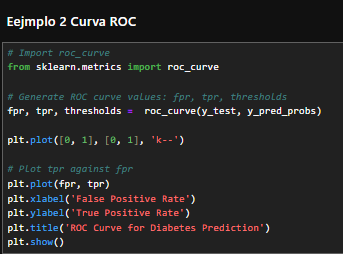 Eejmplo 2 Curva ROC
# Import roc_curve
from sklearn.metrics import roc_curve
# Generate ROC curve values: fpr, tpr, thresholds
fpr, tpr, thresholds =  roc_curve(y_test, y_pred_probs)
plt.plot([0, 1], [0, 1], 'k--')
# Plot tpr against fpr
plt.plot(fpr, tpr)
plt.xlabel('False Positive Rate')
plt.ylabel('True Positive Rate')
plt.title('ROC Curve for Diabetes Prediction')
plt.show()